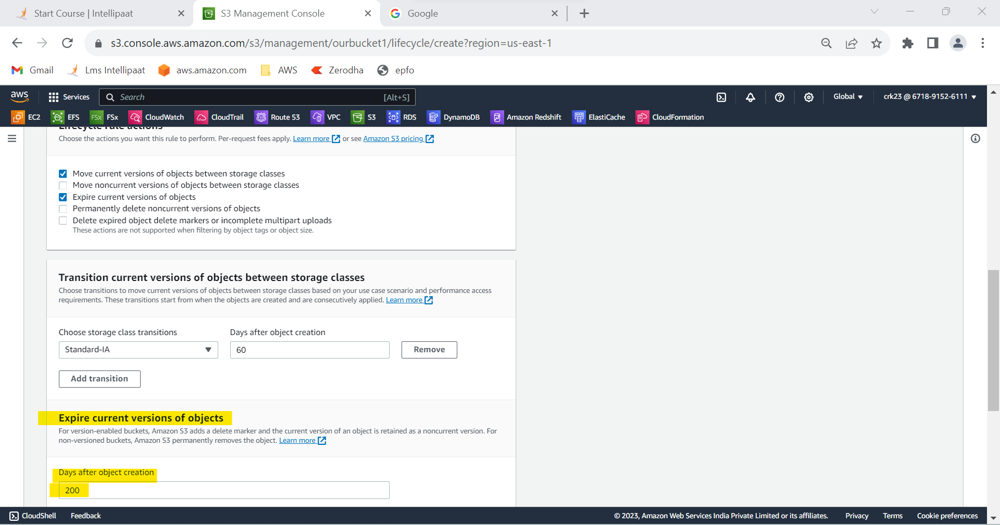 Start Course | Intellipaat
S3 Management Console
Google
s3.console.aws.amazon.com/s3/management/ourbucket1/lifecycle/create?region=us-east-1
Gmail
Lms Intellipaat
aws.amazon.com
AWS
Zerodha
epfo
aws
Services
Search
[Alt+S]
Global
crk23 @ 6718-9152-6111
EC2
EFS
FSx
FSx
CloudWatch
CloudTrail
Route 53
VPC
S3
RDS
DynamoDB
Amazon Redshift
ElastiCache
CloudFormation
Lifecycle rule actions
Choose the actions you want this rule to perform. Per-request fees apply. Learn more or see Amazon S3 pricing
Move current versions of objects between storage classes
Move noncurrent versions of objects between storage classes
Expire current versions of objects
Permanently delete noncurrent versions of objects
Delete expired object delete markers or incomplete multipart uploads
These actions are not supported when filtering by object tags or object size.
Transition current versions of objects between storage classes
Choose transitions to move current versions of objects between storage classes based on your use case scenario and performance access
requirements. These transitions start from when the objects are created and are consecutively applied. Learn more
Choose storage class transitions
Days after object creation
Standard-IA
60
Remove
Add transition
Expire current versions of objects
For version-enabled buckets, Amazon S3 adds a delete marker and the current version of an object is retained as a noncurrent version. For
non-versioned buckets, Amazon S3 permanently removes the object. Learn more
Days after object creation
200
CloudShell
Feedback
© 2023, Amazon Web Services India Private Limited or its affiliates.
Privacy
Terms
Cookie preferences